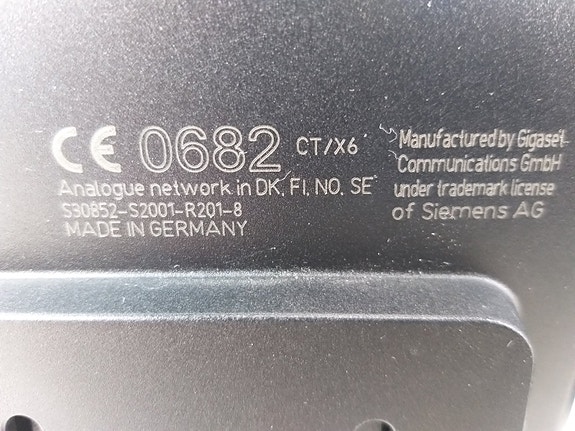 CE 0682 CT/X6
Analogue network in DK, FI, NO, SE
S30852-S2001-R201-8
MADE IN GERMANY
Manufactured by Gigaset
Communications GmbH
under trademark license
of Siemens AG